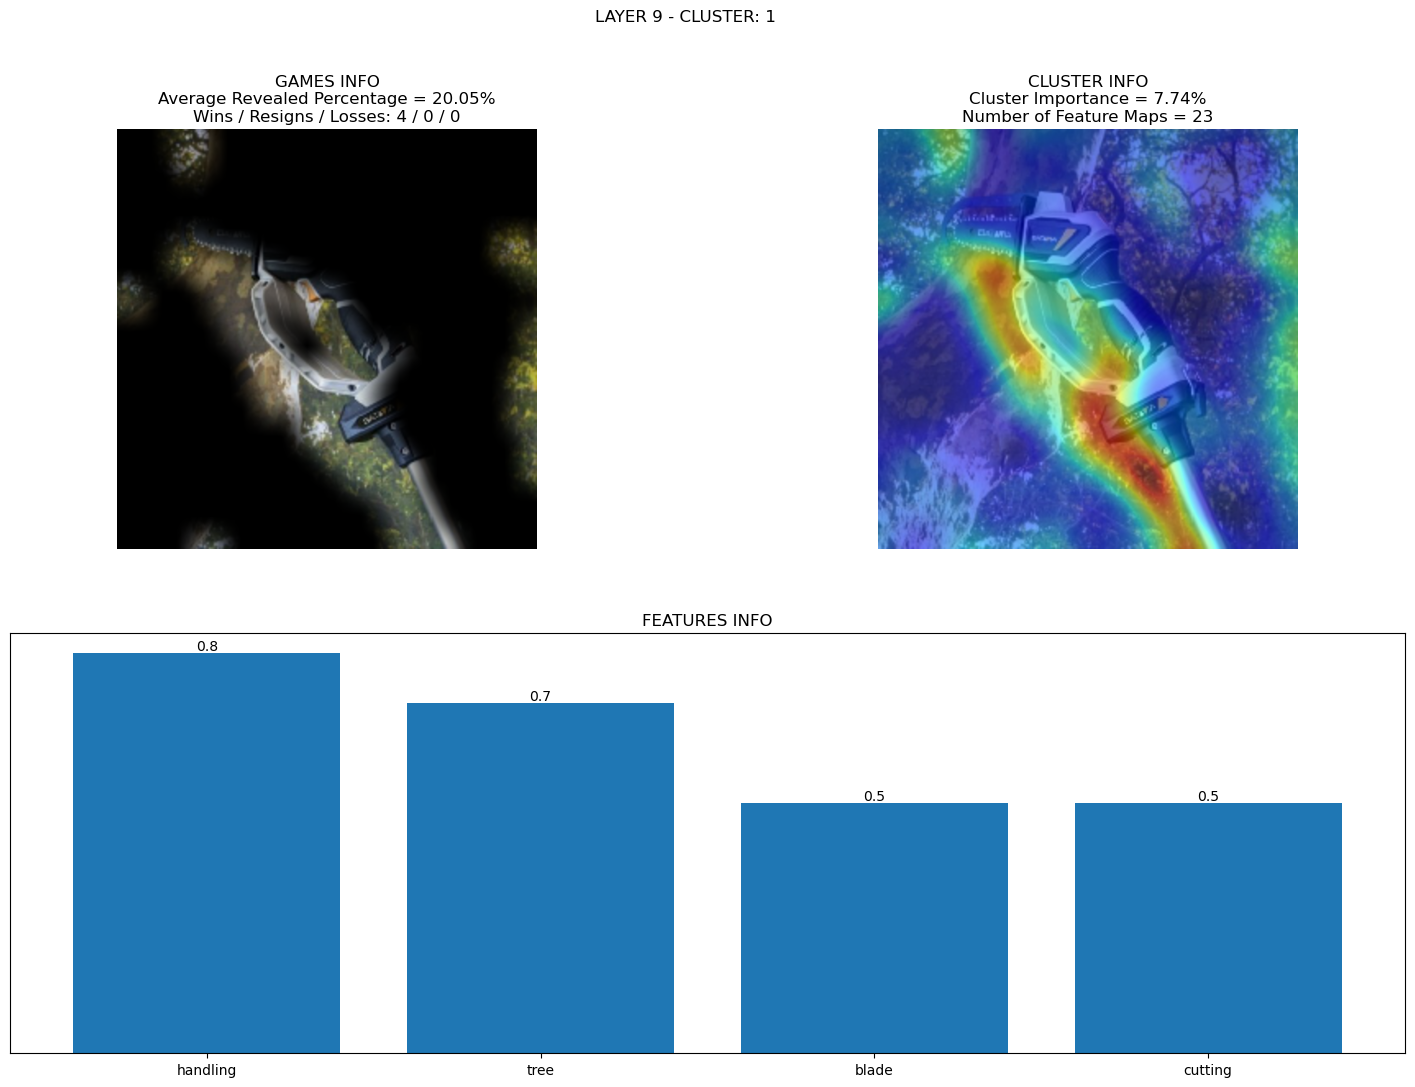 LAYER 9 - CLUSTER: 1
GAMES INFO
Average Revealed Percentage = 20.05%
Wins / Resigns / Losses: 4 / 0 / 0
CLUSTER INFO
Cluster Importance = 7.74%
Number of Feature Maps = 23
FEATURES INFO
0.8
0.7
0.5
0.5
handling
tree
blade
cutting